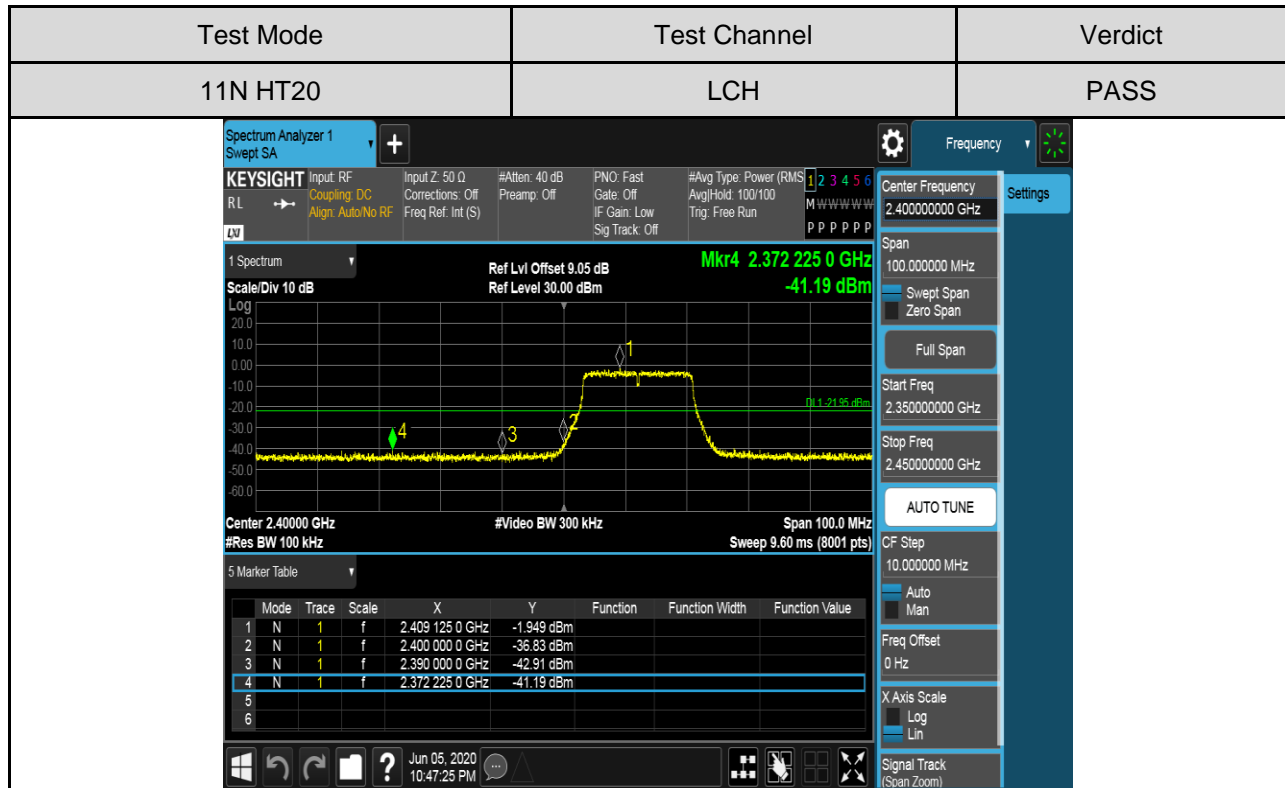 Test Mode Test Channel Verdict
11N HT20 LCH PASS
Spectrum Analyzer 1
Swept SA
+
Frequency
KEYSIGHT Input: RF Input Z: 50 Ω #Atten: 40 dB PNO: Fast #Avg Type: Power (RMS 1 2 3 4 5 6
RL Coupling: DC Corrections: Off Preamp: Off Gate: Off Avg|Hold: 100/100 M W W W W W
Align: Auto/No RF Freq Ref: Int (S) IF Gain: Low Trig: Free Run
LXI Sig Track: Off P P P P P P
1 Spectrum Ref Lvl Offset 9.05 dB Mkr4 2.372 225 0 GHz
Scale/Div 10 dB Ref Level 30.00 dBm -41.19 dBm
Log
20.0
10.0
0.00
-10.0
-20.0
-30.0
-40.0
-50.0
-60.0
1
DL1 -21.95 dBm
4 3 2
Center 2.40000 GHz #Video BW 300 kHz Span 100.0 MHz
#Res BW 100 kHz Sweep 9.60 ms (8001 pts)
5 Marker Table
Mode Trace Scale X Y Function Function Width Function Value
1 N 1 f 2.409 125 0 GHz -1.949 dBm
2 N 1 f 2.400 000 0 GHz -36.83 dBm
3 N 1 f 2.390 000 0 GHz -42.91 dBm
4 N 1 f 2.372 225 0 GHz -41.19 dBm
5
6
? Jun 05, 2020
10:47:25 PM
Center Frequency
2.400000000 GHz
Settings
Span
100.000000 MHz
Swept Span
Zero Span
Full Span
Start Freq
2.350000000 GHz
Stop Freq
2.450000000 GHz
AUTO TUNE
CF Step
10.000000 MHz
Auto
Man
Freq Offset
0 Hz
X Axis Scale
Log
Lin
Signal Track
(Span Zoom)